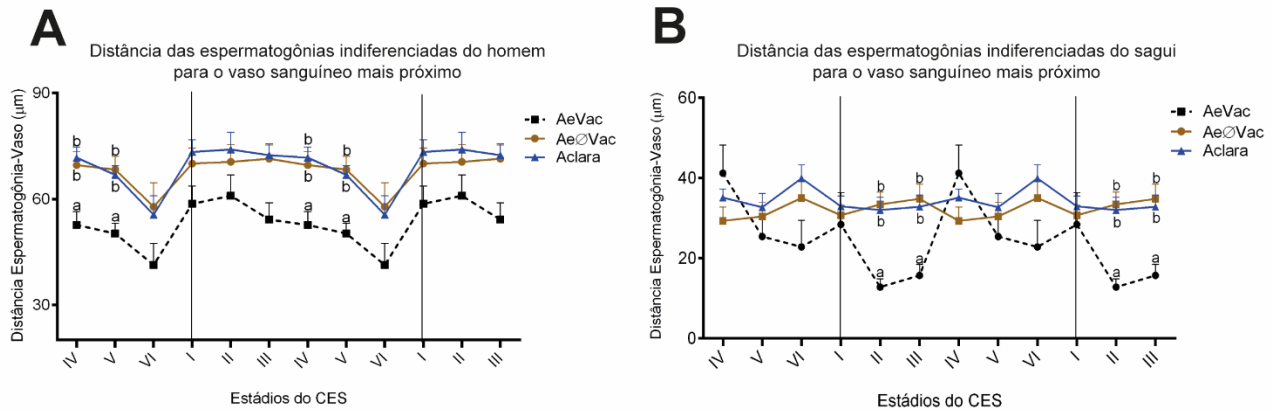 A
Distância das espermatogônias indiferenciadas do homem
para o vaso sanguíneo mais próximo
Distância Espermatogônia-Vaso (μm)
90
60
30
b
b
b
b
b
b
b
b
a
a
a
a
AeVac
Ae∅Vac
Aclara
IV
V
VI
I
II
III
IV
V
VI
I
II
III
Estádios do CES
B
Distância das espermatogônias indiferenciadas do sagui
para o vaso sanguíneo mais próximo
Distância Espermatogônia-Vaso (μm)
60
40
20
0
b
b
b
b
b
b
b
b
a
a
a
a
AeVac
Ae∅Vac
Aclara
IV
V
VI
I
II
III
IV
V
VI
I
II
III
Estádios do CES